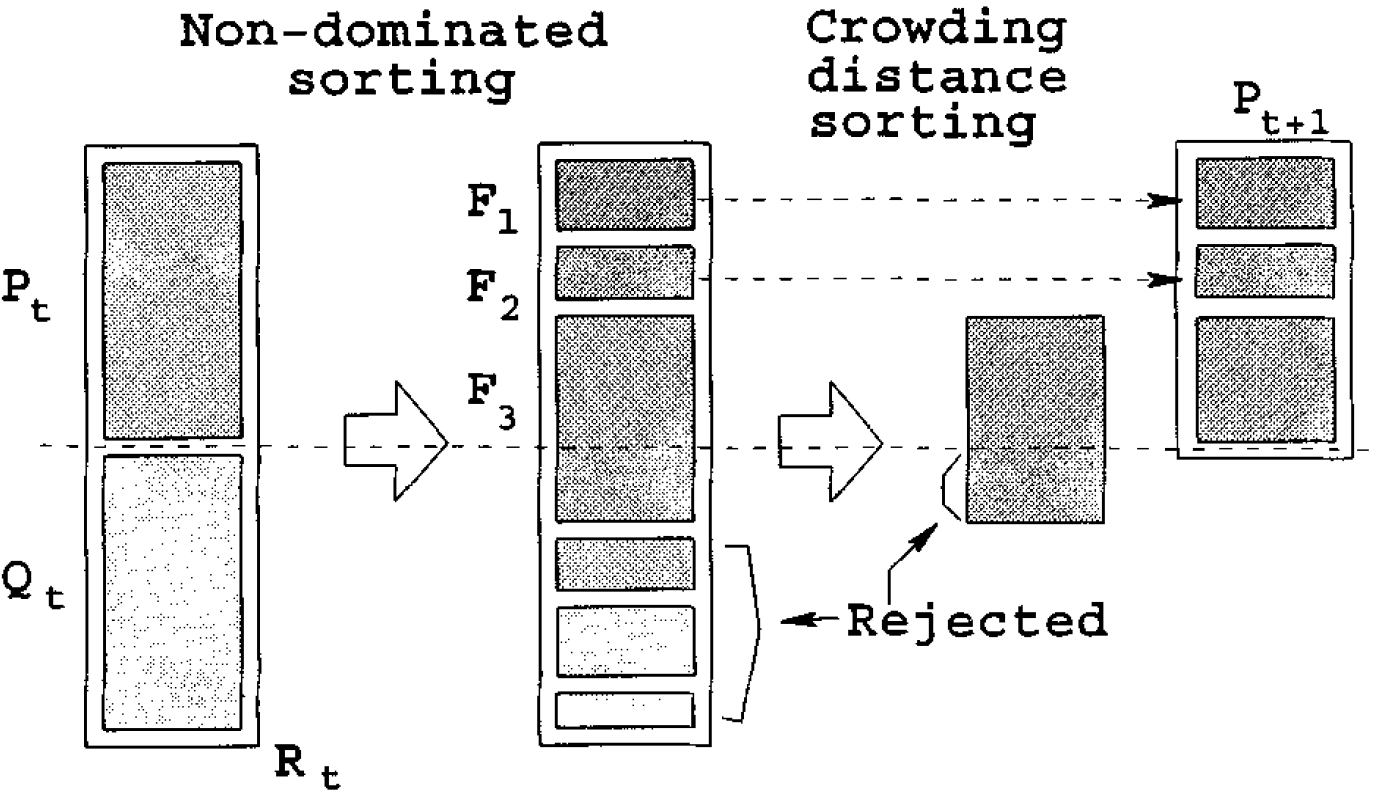 Non-dominated
sorting
Crowding
distance
sorting
P t+1
F 1
F 2
P t
F 3
Q t
Rejected
R t